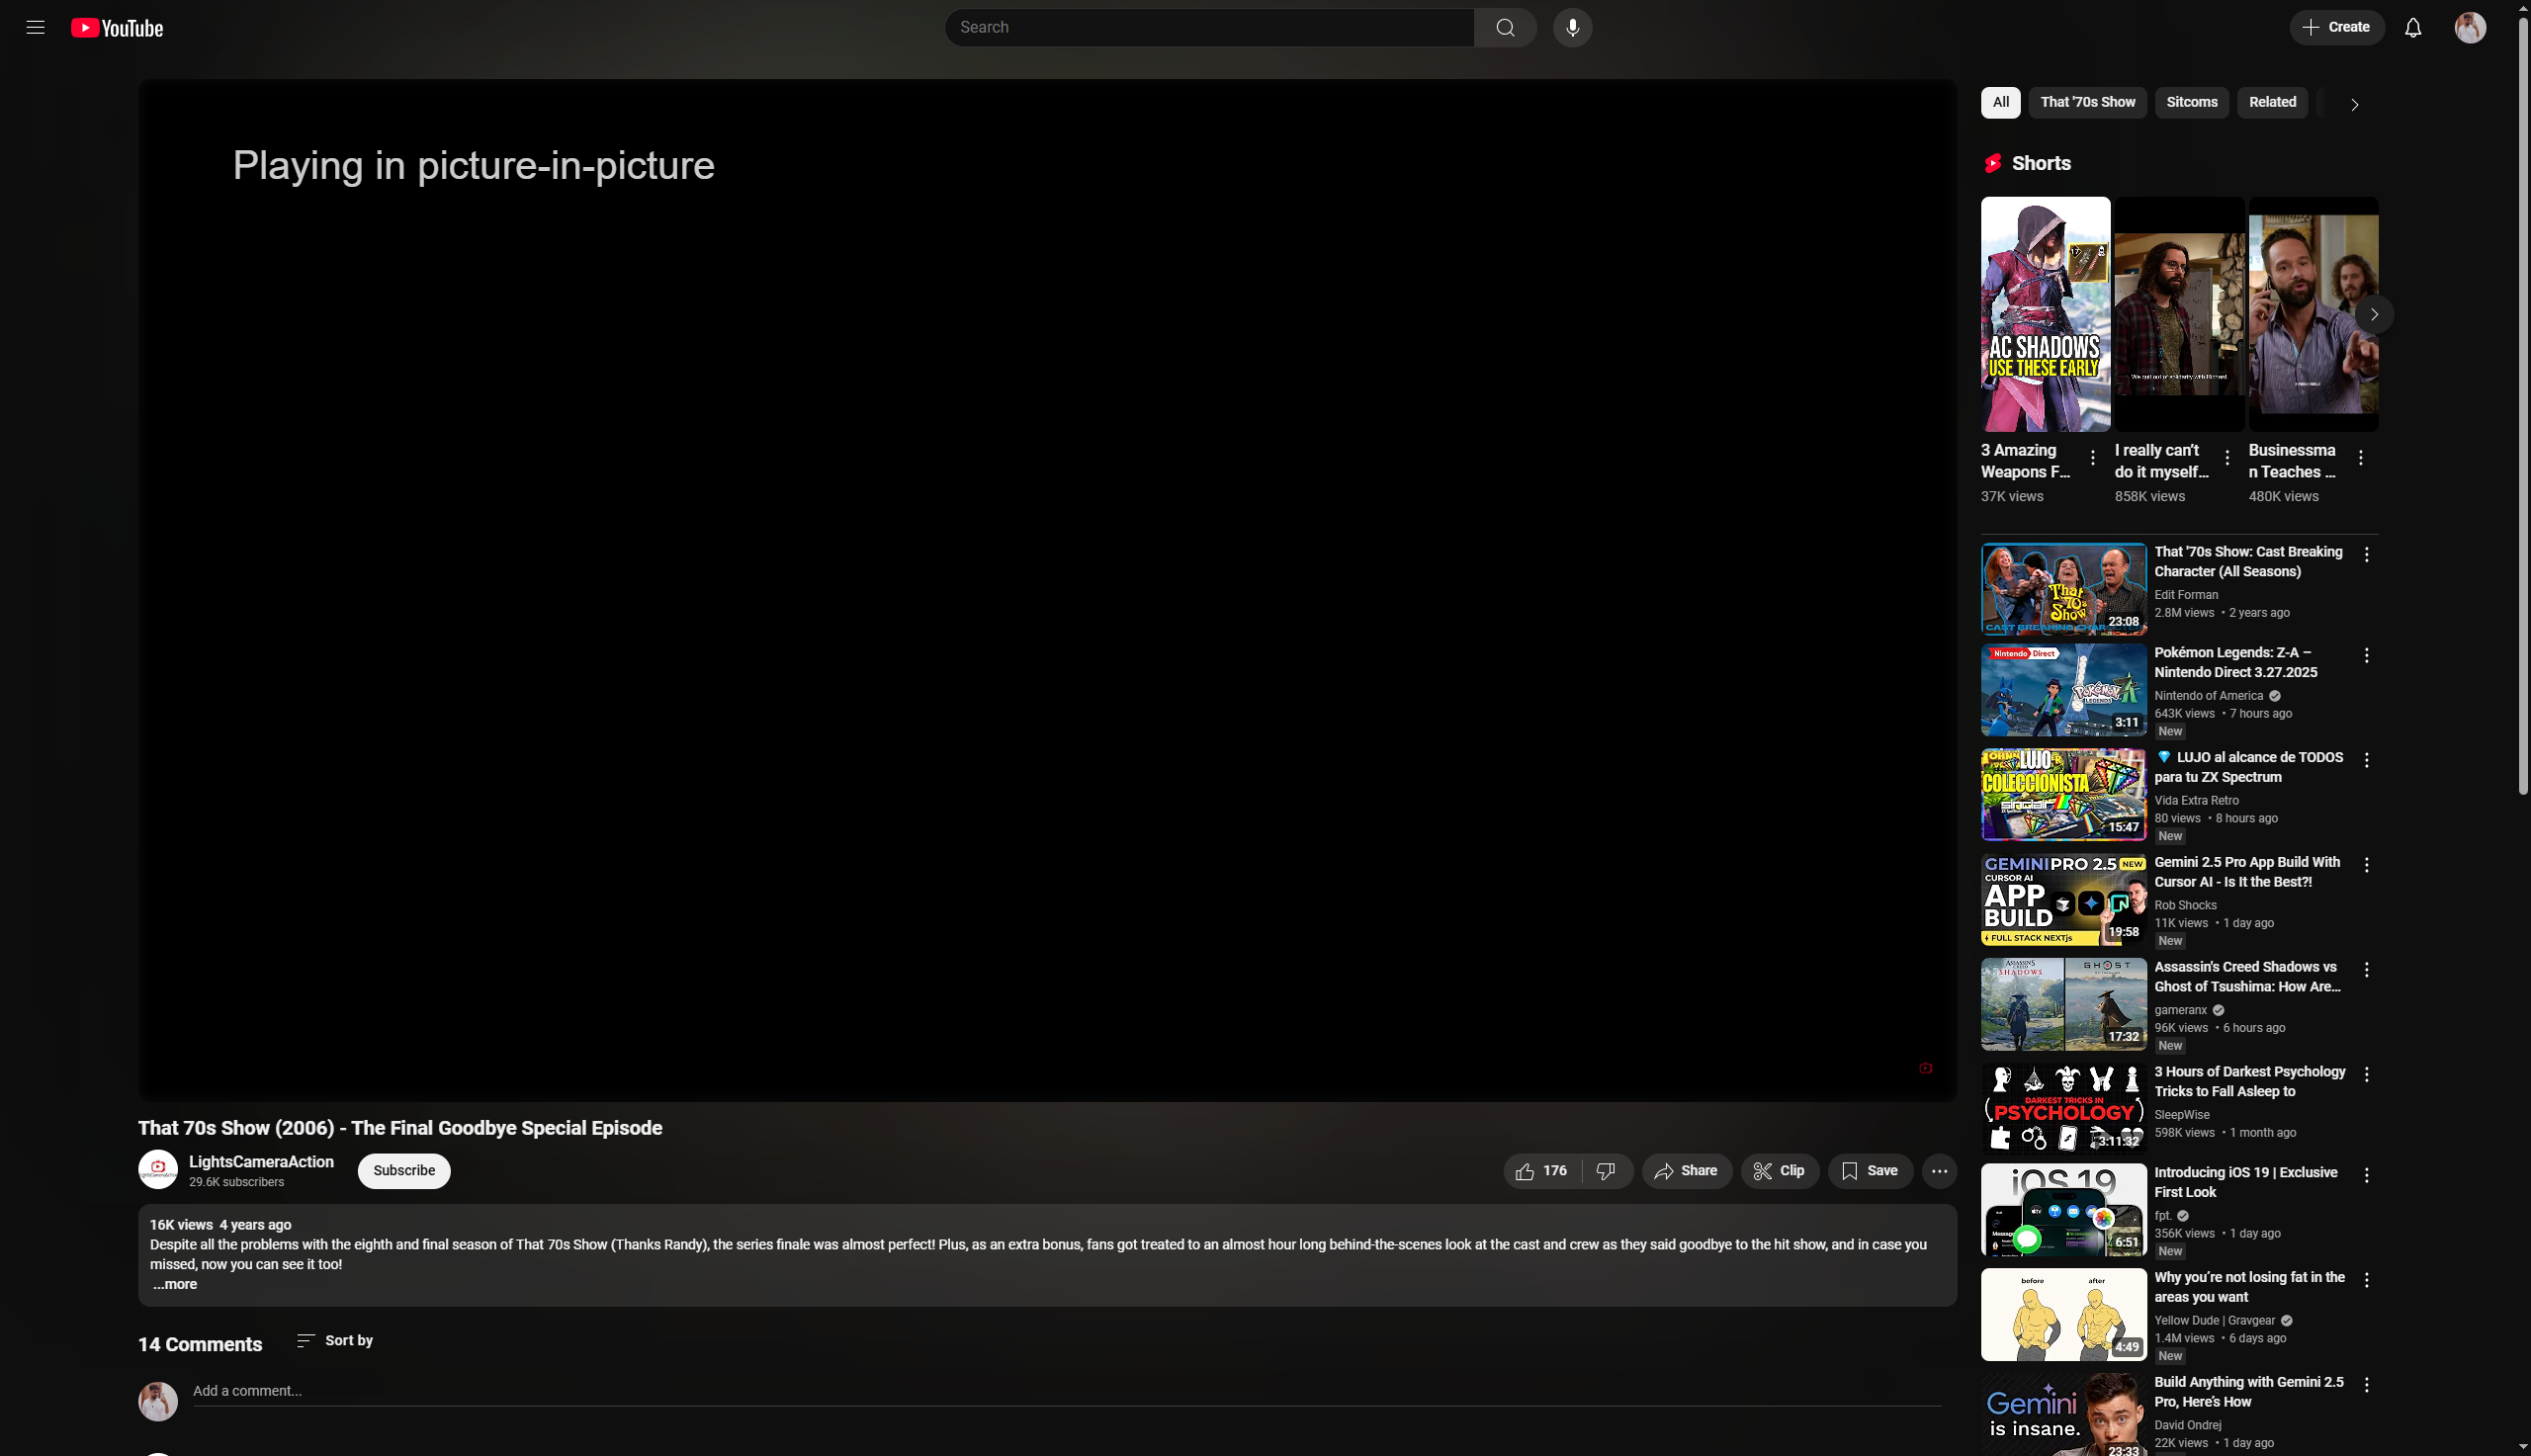 YouTube
Search
Create
Playing in picture-in-picture
All
That '70s Show
Sitcoms
Related
Shorts
AC SHADOWS
USE THESE EARLY
We quit out of solidarity with Richard.
3 Amazing
Weapons F...
37K views
I really can't
do it myself...
858K views
Businessma
n Teaches ...
480K views
That '70s Show
CAST BREAKING CHARACTER
23:08
That '70s Show: Cast Breaking
Character (All Seasons)
Edit Forman
2.8M views • 2 years ago
Nintendo Direct
POKÉMON
LEGENDS
3:11
Pokémon Legends: Z-A –
Nintendo Direct 3.27.2025
Nintendo of America
643K views • 7 hours ago
New
LUJO
COLECCIONISTA
sinclair
15:47
💎 LUJO al alcance de TODOS
para tu ZX Spectrum
Vida Extra Retro
80 views • 8 hours ago
New
GEMINI PRO 2.5 NEW
CURSOR AI
APP
BUILD
FULL STACK NEXTjs
19:58
Gemini 2.5 Pro App Build With
Cursor AI - Is It the Best?!
Rob Shocks
11K views • 1 day ago
New
ASSASSIN'S CREED
SHADOWS
GHOST
17:32
Assassin's Creed Shadows vs
Ghost of Tsushima: How Are...
gameranx
96K views • 6 hours ago
New
DARKEST TRICKS IN
PSYCHOLOGY
3:11:32
3 Hours of Darkest Psychology
Tricks to Fall Asleep to
SleepWise
598K views • 1 month ago
iOS 19
6:51
Introducing iOS 19 | Exclusive
First Look
fpt.
356K views • 1 day ago
New
before
after
4:49
Why you're not losing fat in the
areas you want
Yellow Dude | Gravgear
1.4M views • 6 days ago
New
Gemini
is insane.
23:33
Build Anything with Gemini 2.5
Pro, Here's How
David Ondrej
22K views • 1 day ago
That 70s Show (2006) - The Final Goodbye Special Episode
LightsCameraAction
29.6K subscribers
Subscribe
176
Share
Clip
Save
16K views 4 years ago
Despite all the problems with the eighth and final season of That 70s Show (Thanks Randy), the series finale was almost perfect! Plus, as an extra bonus, fans got treated to an almost hour long behind-the-scenes look at the cast and crew as they said goodbye to the hit show, and in case you
missed, now you can see it too!
...more
14 Comments
Sort by
Add a comment...